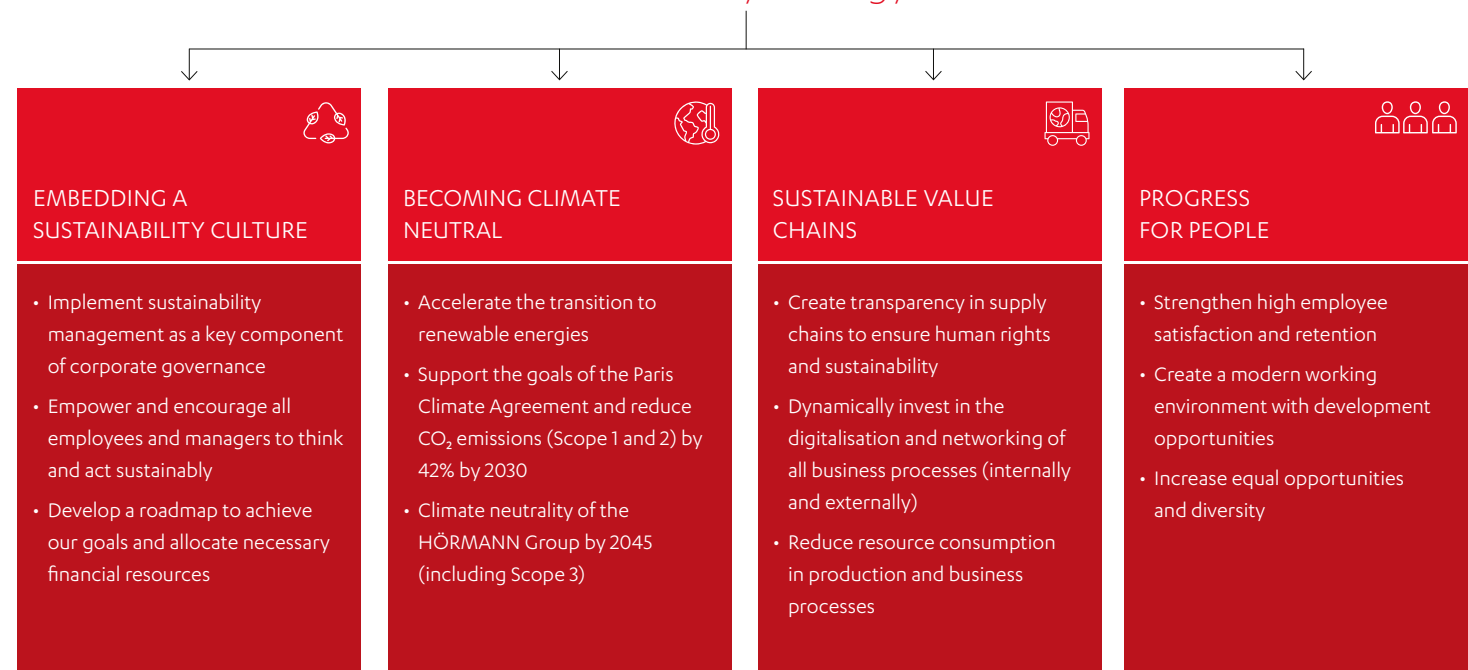 EMBEDDING A
SUSTAINABILITY CULTURE
• Implement sustainability
management as a key component
of corporate governance
• Empower and encourage all
employees and managers to think
and act sustainably
• Develop a roadmap to achieve
our goals and allocate necessary
financial resources
BECOMING CLIMATE
NEUTRAL
• Accelerate the transition to
renewable energies
• Support the goals of the Paris
Climate Agreement and reduce
CO₂ emissions (Scope 1 and 2) by
42% by 2030
• Climate neutrality of the
HÖRMANN Group by 2045
(including Scope 3)
SUSTAINABLE VALUE
CHAINS
• Create transparency in supply
chains to ensure human rights
and sustainability
• Dynamically invest in the
digitalisation and networking of
all business processes (internally
and externally)
• Reduce resource consumption
in production and business
processes
PROGRESS
FOR PEOPLE
• Strengthen high employee
satisfaction and retention
• Create a modern working
environment with development
opportunities
• Increase equal opportunities
and diversity